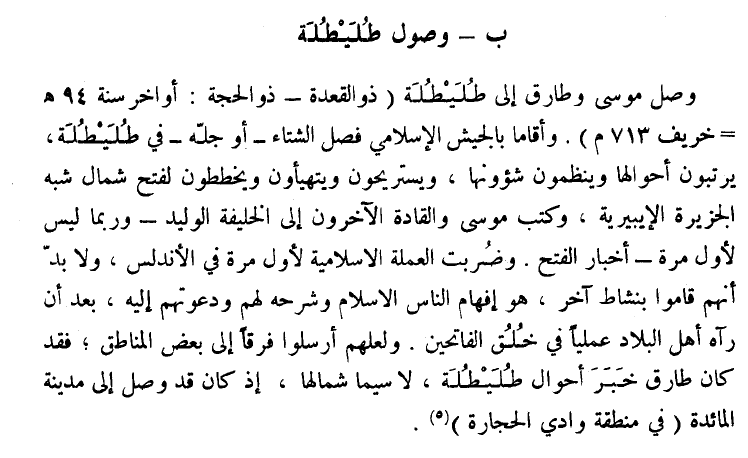 ب – وصول طُلَيْطُلَة
وصل موسى وطارق إلى طُلَيْطُلَة ( ذوالقعدة – ذوالحجة : أواخر سنة ٩٤ ھ
= خريف ٧١٣ م ) . وأقاما بالجيش الإسلامي فصل الشتاء – أو جلّه – في طُلَيْطُلَة ،
يرتبون أحوالها وينظمون شؤونها ، ويستريحون ويتهيأون ويخططون لفتح شمال شبه
الجزيرة الإيبيرية ، وكتب موسى والقادة الآخرون إلى الخليفة الوليد – وربما ليس
لأول مرة – أخبار الفتح . وضُربت العملة الاسلامية لأول مرة في الأندلس ، ولا بدّ
أنهم قاموا بنشاط آخر ، هو إفهام الناس الاسلام وشرحه لهم ودعوتهم إليه ، بعد أن
رآه أهل البلاد عملياً في خُلُق الفاتحين . ولعلهم أرسلوا فرقاً إلى بعض المناطق ؛ فقد
كان طارق خَبَرَ أحوال طُلَيْطُلَة ، لا سيما شمالها ، إذ كان قد وصل إلى مدينة
المائدة ( في منطقة وادي الحجارة )(٥) .